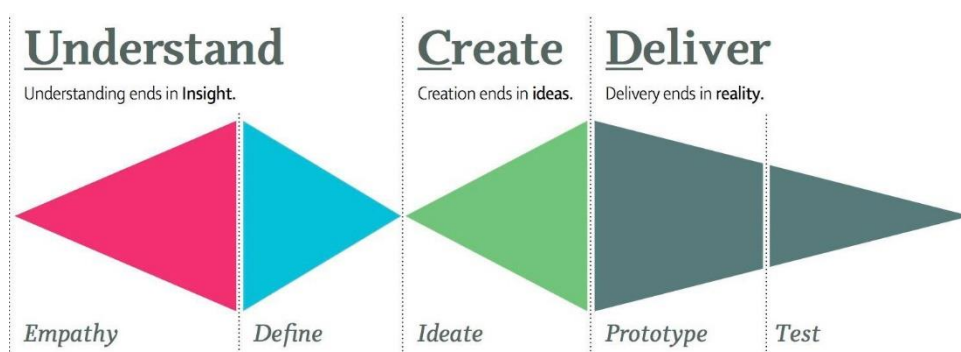 Understand
Understanding ends in Insight.
Create
Creation ends in ideas.
Deliver
Delivery ends in reality.
Empathy
Define
Ideate
Prototype
Test